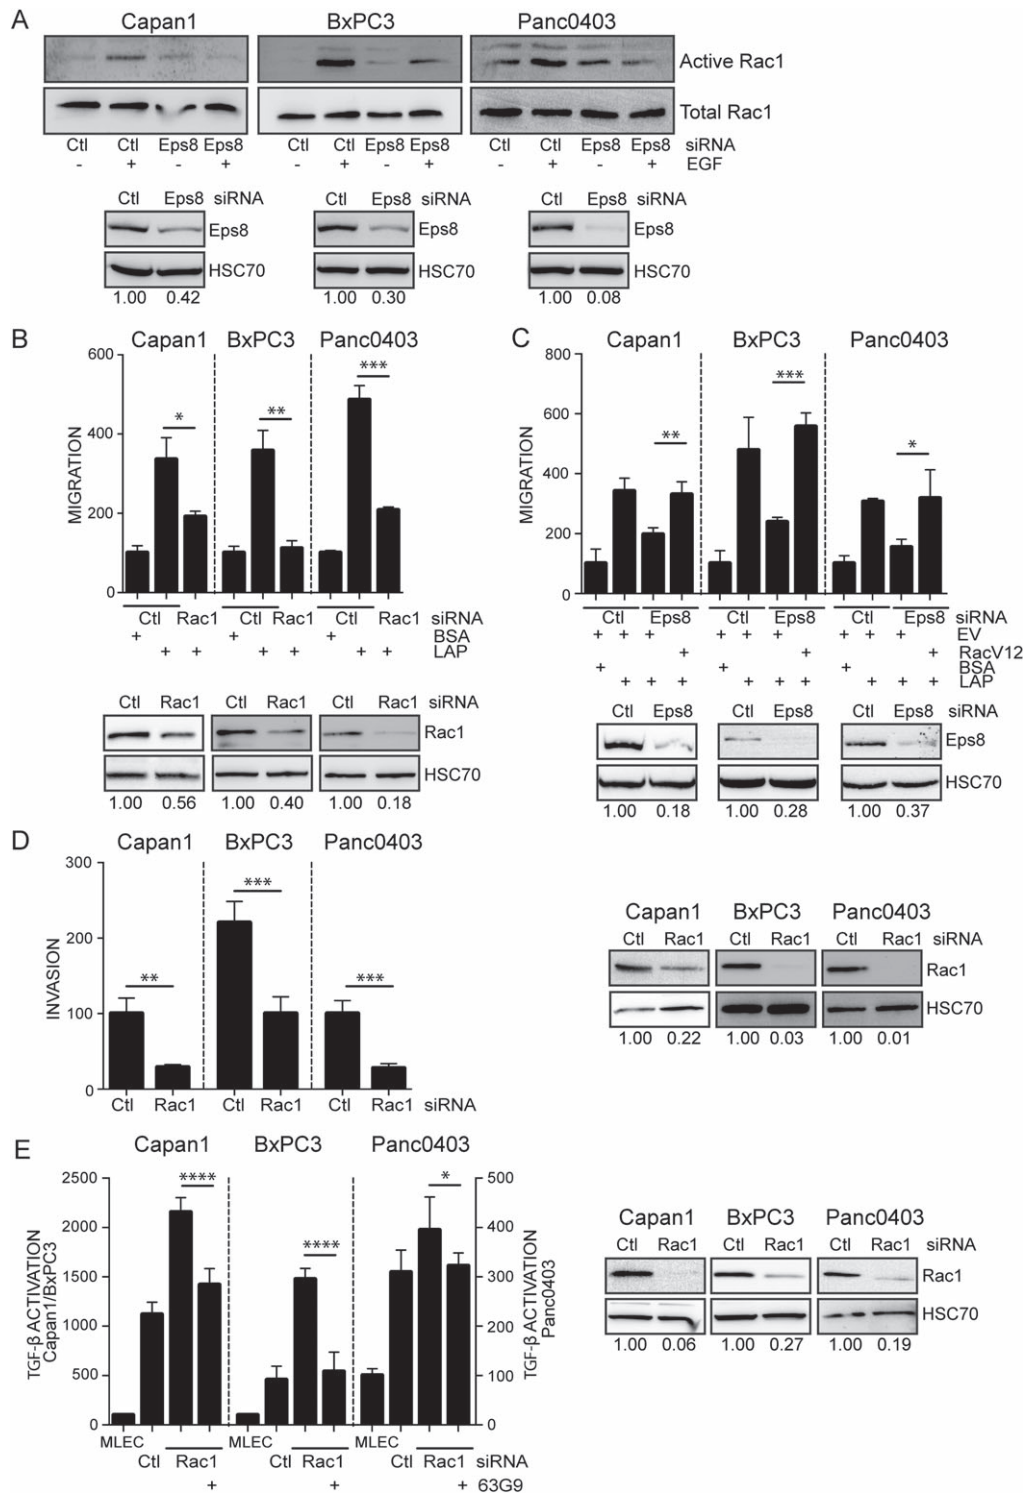 A Capan1 BxPC3 Panc0403
Active Rac1
Total Rac1
Ctl Ctl Eps8 Eps8 Ctl Ctl Eps8 Eps8 Ctl Ctl Eps8 Eps8 siRNA
- + - + - + - + - + - + EGF
Ctl Eps8 siRNA Ctl Eps8 siRNA Ctl Eps8 siRNA
Eps8 Eps8 Eps8
HSC70 HSC70 HSC70
1.00 0.42 1.00 0.30 1.00 0.08
B Capan1 BxPC3 Panc0403
MIGRATION
600
400
200
0
* ** ***
Ctl Rac1 Ctl Rac1 Ctl Rac1 siRNA
+ + + BSA
+ + + + + + LAP
Ctl Rac1 Ctl Rac1 Ctl Rac1 siRNA
Rac1
HSC70
1.00 0.56 1.00 0.40 1.00 0.18
C Capan1 BxPC3 Panc0403
MIGRATION
800
600
400
200
0
** *** *
Ctl Eps8 Ctl Eps8 Ctl Eps8 siRNA
+ + + + + + + + + EV
+ + + RacV12
+ + + BSA
+ + + + + + + + + LAP
Ctl Eps8 Ctl Eps8 Ctl Eps8 siRNA
Eps8
HSC70
1.00 0.18 1.00 0.28 1.00 0.37
D Capan1 BxPC3 Panc0403
INVASION
300
200
100
0
** *** ***
Ctl Rac1 Ctl Rac1 Ctl Rac1 siRNA
Capan1 BxPC3 Panc0403
Ctl Rac1 Ctl Rac1 Ctl Rac1 siRNA
Rac1
HSC70
1.00 0.22 1.00 0.03 1.00 0.01
E Capan1 BxPC3 Panc0403
TGF-β ACTIVATION
Capan1/BxPC3
2500
2000
1500
1000
500
0
**** **** *
500
400
300
200
100
0
TGF-β ACTIVATION
Panc0403
MLEC MLEC MLEC
Ctl Rac1 Ctl Rac1 Ctl Rac1 siRNA
+ + + 63G9
Capan1 BxPC3 Panc0403
Ctl Rac1 Ctl Rac1 Ctl Rac1 siRNA
Rac1
HSC70
1.00 0.06 1.00 0.27 1.00 0.19